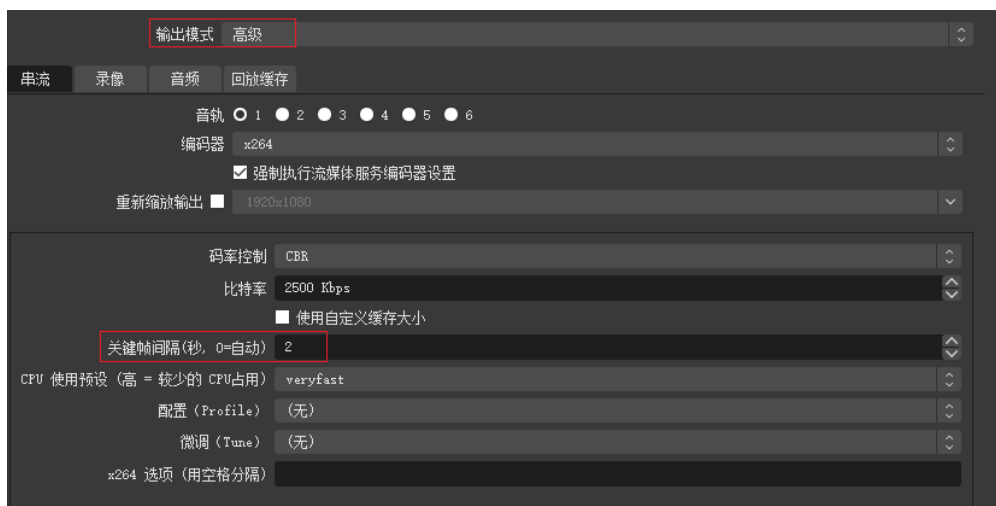 输出模式 高级
串流 录像 音频 回放缓存
音轨 1 2 3 4 5 6
编码器 x264
强制执行流媒体服务编码器设置
重新缩放输出 1920x1080
码率控制 CBR
比特率 2500 Kbps
使用自定义缓存大小
关键帧间隔(秒, 0=自动) 2
CPU 使用预设 (高 = 较少的 CPU占用) veryfast
配置 (Profile) (无)
微调 (Tune) (无)
x264 选项 (用空格分隔)